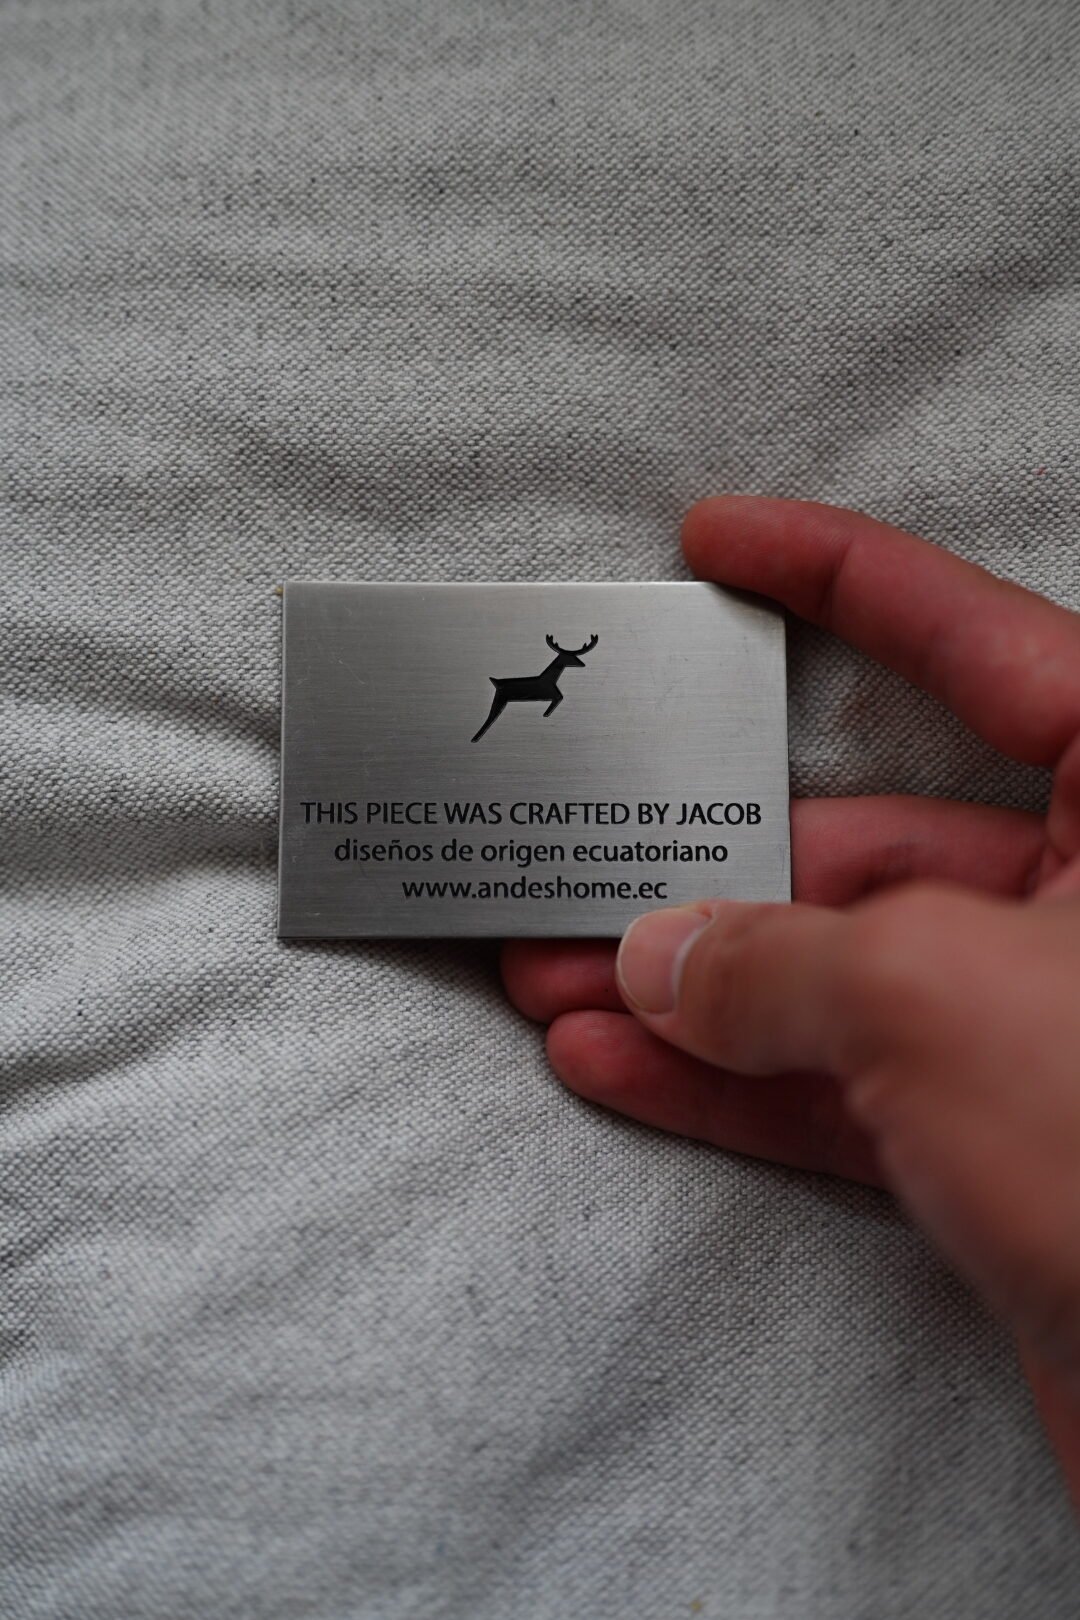 THIS PIECE WAS CRAFTED BY JACOB
diseños de origen ecuatoriano
www.andeshome.ec